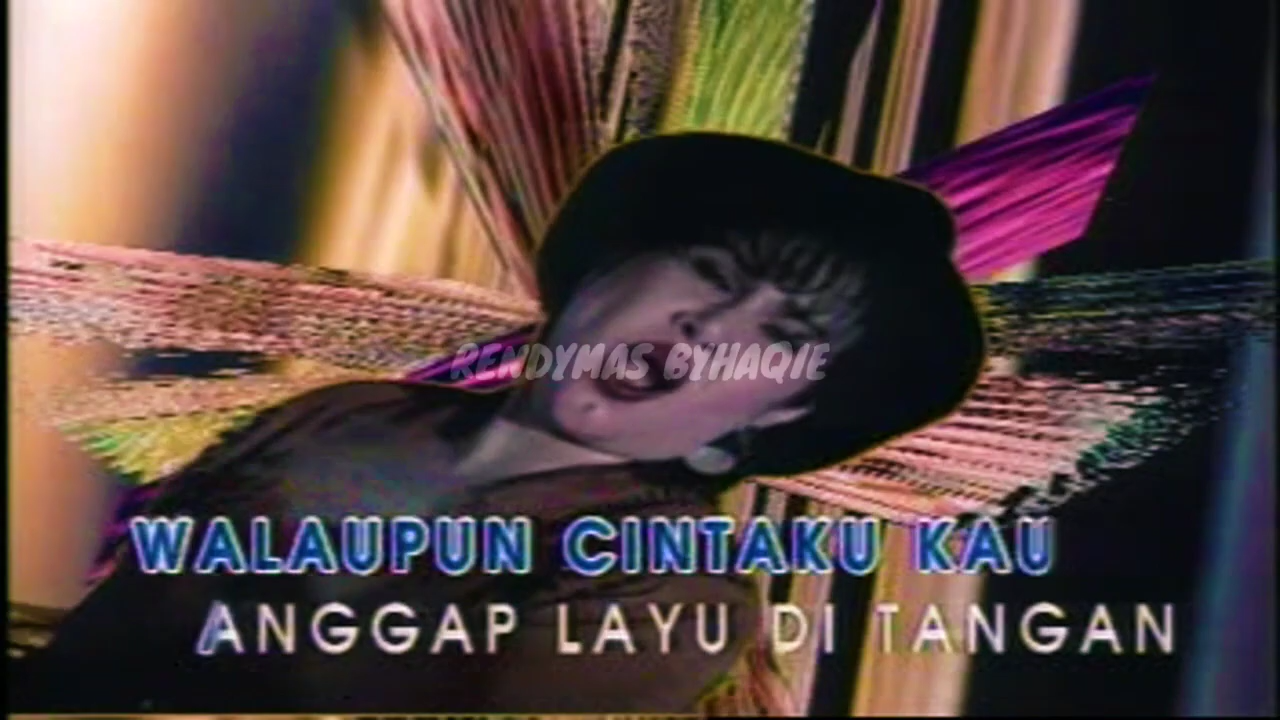 RENDYMAS BYHAQIE
WALAUPUN CINTAKU KAU
ANGGAP LAYU DI TANGAN